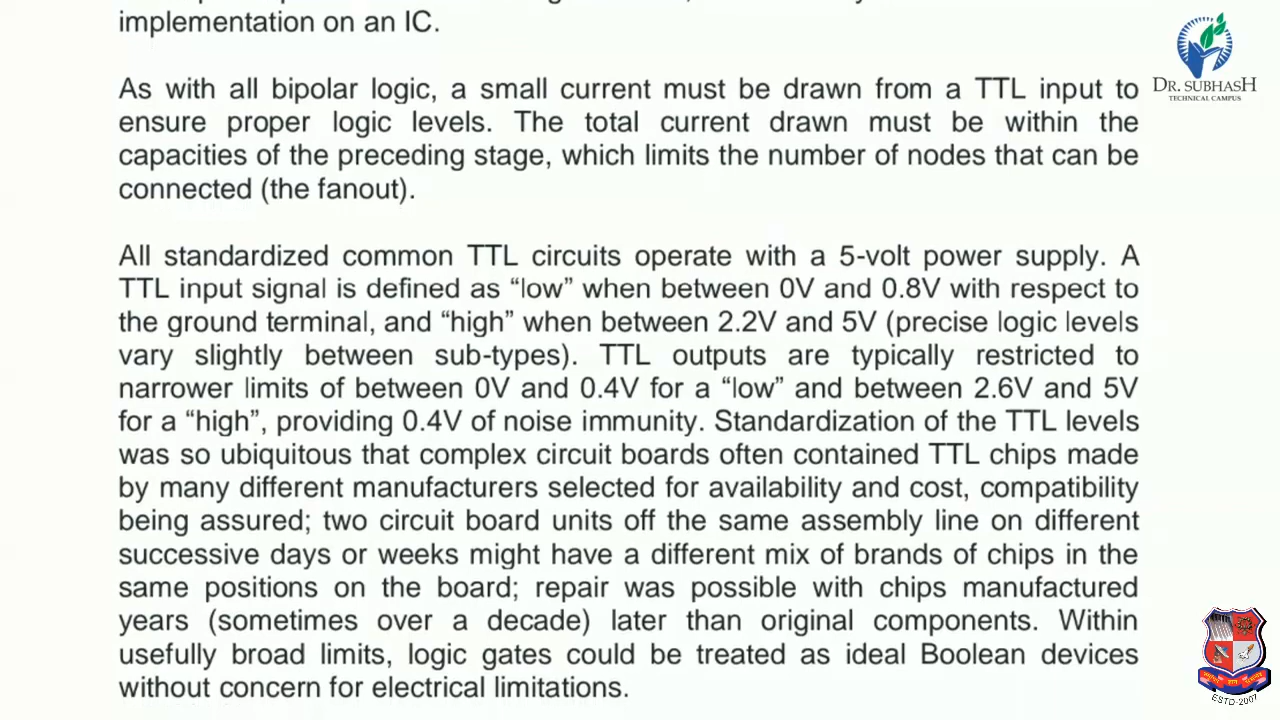 implementation on an IC.
As with all bipolar logic, a small current must be drawn from a TTL input to
ensure proper logic levels. The total current drawn must be within the
capacities of the preceding stage, which limits the number of nodes that can be
connected (the fanout).
All standardized common TTL circuits operate with a 5-volt power supply. A
TTL input signal is defined as “low” when between 0V and 0.8V with respect to
the ground terminal, and “high” when between 2.2V and 5V (precise logic levels
vary slightly between sub-types). TTL outputs are typically restricted to
narrower limits of between 0V and 0.4V for a “low” and between 2.6V and 5V
for a “high”, providing 0.4V of noise immunity. Standardization of the TTL levels
was so ubiquitous that complex circuit boards often contained TTL chips made
by many different manufacturers selected for availability and cost, compatibility
being assured; two circuit board units off the same assembly line on different
successive days or weeks might have a different mix of brands of chips in the
same positions on the board; repair was possible with chips manufactured
years (sometimes over a decade) later than original components. Within
usefully broad limits, logic gates could be treated as ideal Boolean devices
without concern for electrical limitations.
DR. SUBHASH
TECHNICAL CAMPUS
ESTD-2007